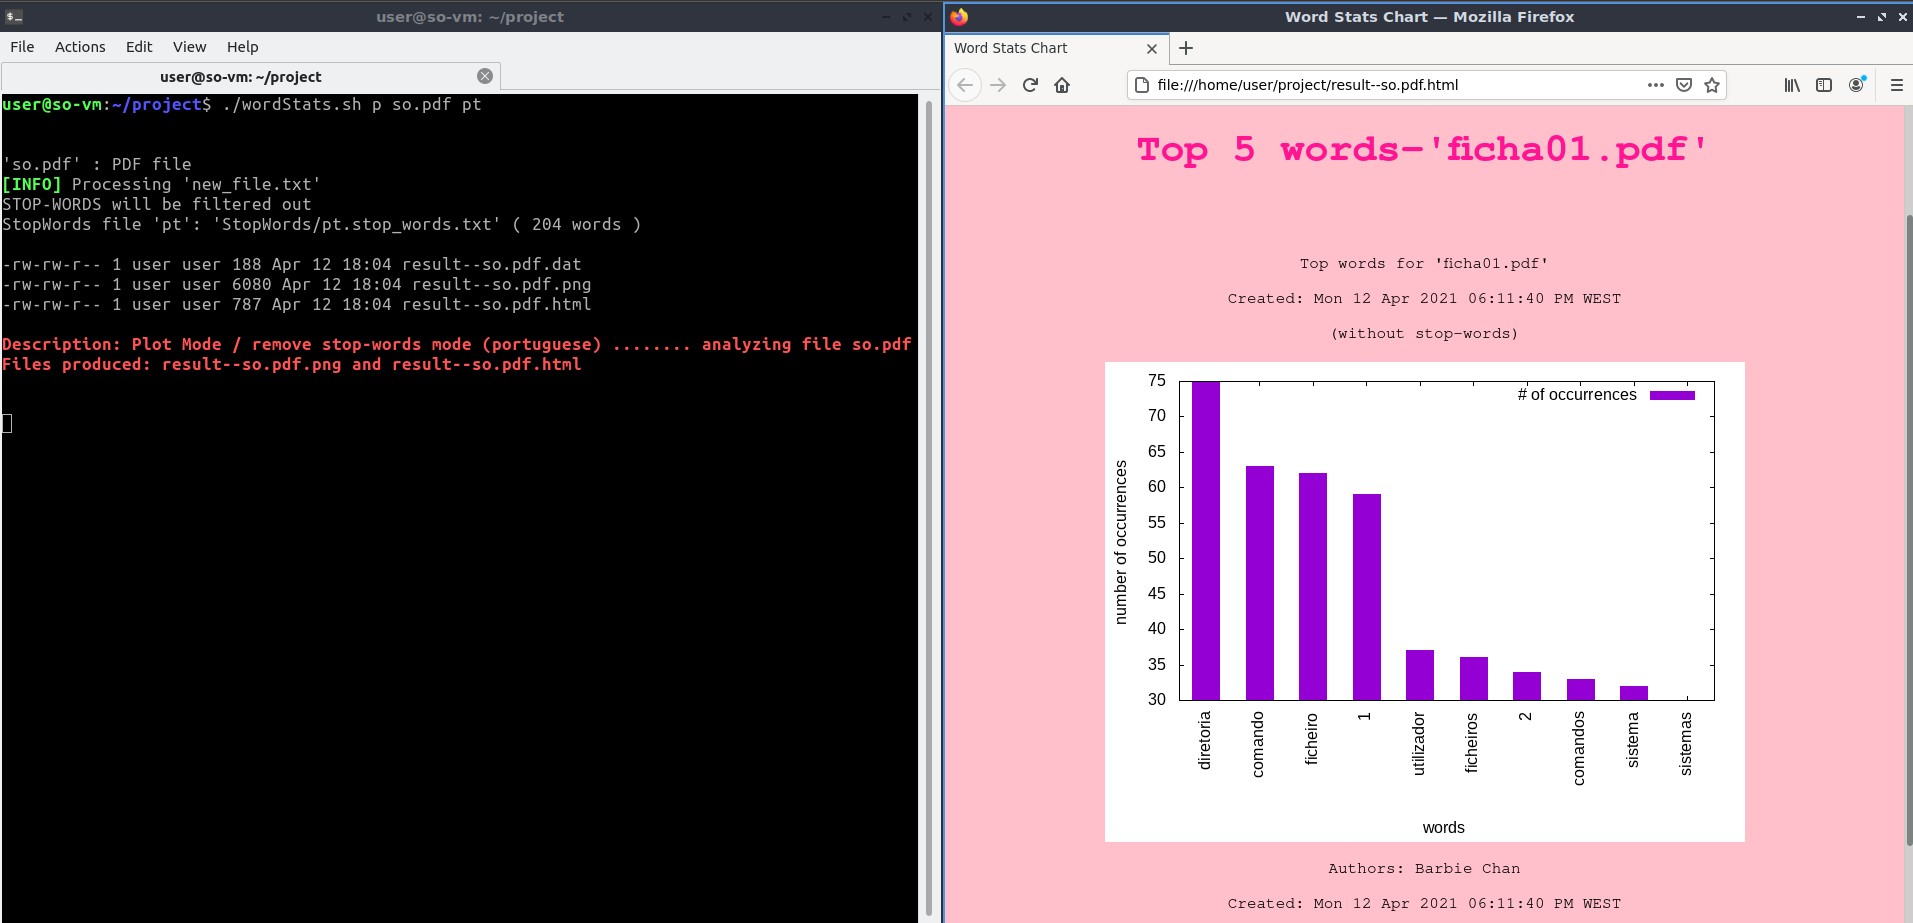 user@so-vm: ~/project
File Actions Edit View Help
user@so-vm: ~/project
user@so-vm:~/project$ ./wordStats.sh p so.pdf pt
'so.pdf' : PDF file
[INFO] Processing 'new_file.txt'
STOP-WORDS will be filtered out
StopWords file 'pt': 'StopWords/pt.stop_words.txt' ( 204 words )
-rw-rw-r-- 1 user user 188 Apr 12 18:04 result--so.pdf.dat
-rw-rw-r-- 1 user user 6080 Apr 12 18:04 result--so.pdf.png
-rw-rw-r-- 1 user user 787 Apr 12 18:04 result--so.pdf.html
Description: Plot Mode / remove stop-words mode (portuguese) ........ analyzing file so.pdf
Files produced: result--so.pdf.png and result--so.pdf.html
Word Stats Chart — Mozilla Firefox
Word Stats Chart
file:///home/user/project/result--so.pdf.html
Top 5 words-'ficha01.pdf'
Top words for 'ficha01.pdf'
Created: Mon 12 Apr 2021 06:11:40 PM WEST
(without stop-words)
# of occurrences
75
70
65
60
55
50
45
40
35
30
number of occurrences
diretoria
comando
ficheiro
1
utilizador
ficheiros
2
comandos
sistema
sistemas
words
Authors: Barbie Chan
Created: Mon 12 Apr 2021 06:11:40 PM WEST